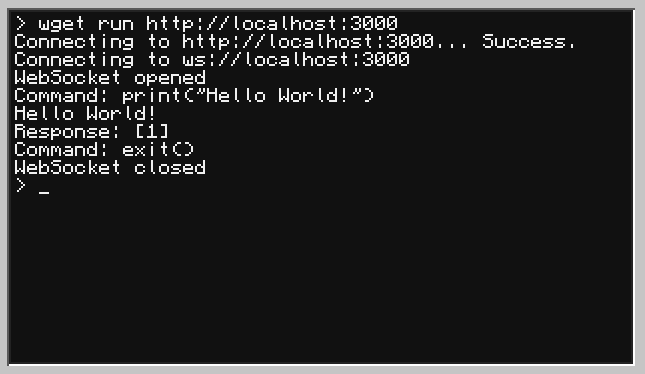 > wget run http://localhost:3000
Connecting to http://localhost:3000... Success.
Connecting to ws://localhost:3000
WebSocket opened
Command: print("Hello World!")
Hello World!
Response: [1]
Command: exit()
WebSocket closed
> _